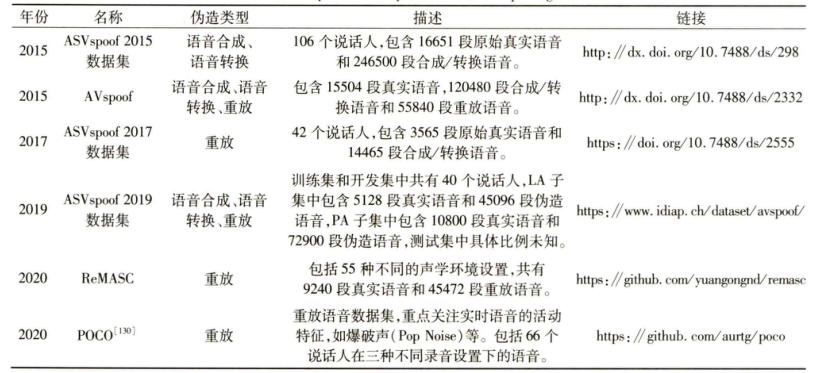 年份 名称 伪造类型 描述 链接
2015 ASVspoof 2015 数据集 语音合成、语音转换 106 个说话人,包含 16651 段原始真实语音和 246500 段合成/转换语音。 http://dx.doi.org/10.7488/ds/298
2015 AVspoof 语音合成、语音转换、重放 包含 15504 段真实语音,120480 段合成/转换语音和 55840 段重放语音。 http://dx.doi.org/10.7488/ds/2332
2017 ASVspoof 2017 数据集 重放 42 个说话人,包含 3565 段原始真实语音和 14465 段合成/转换语音。 https://doi.org/10.7488/ds/2555
2019 ASVspoof 2019 数据集 语音合成、语音转换、重放 训练集和开发集中共有 40 个说话人,LA 子集中包含 5128 段真实语音和 45096 段伪造语音,PA 子集中包含 10800 段真实语音和 72900 段伪造语音,测试集中具体比例未知。 https://www.idiap.ch/dataset/avspoof/
2020 ReMASC 重放 包括 55 种不同的声学环境设置,共有 9240 段真实语音和 45472 段重放语音。 https://github.com/yuangongnd/remasc
2020 POCO[130] 重放 重放语音数据集,重点关注实时语音的活动特征,如爆破声(Pop Noise)等。包括 66 个说话人在三种不同录音设置下的语音。 https://github.com/aurtg/poco